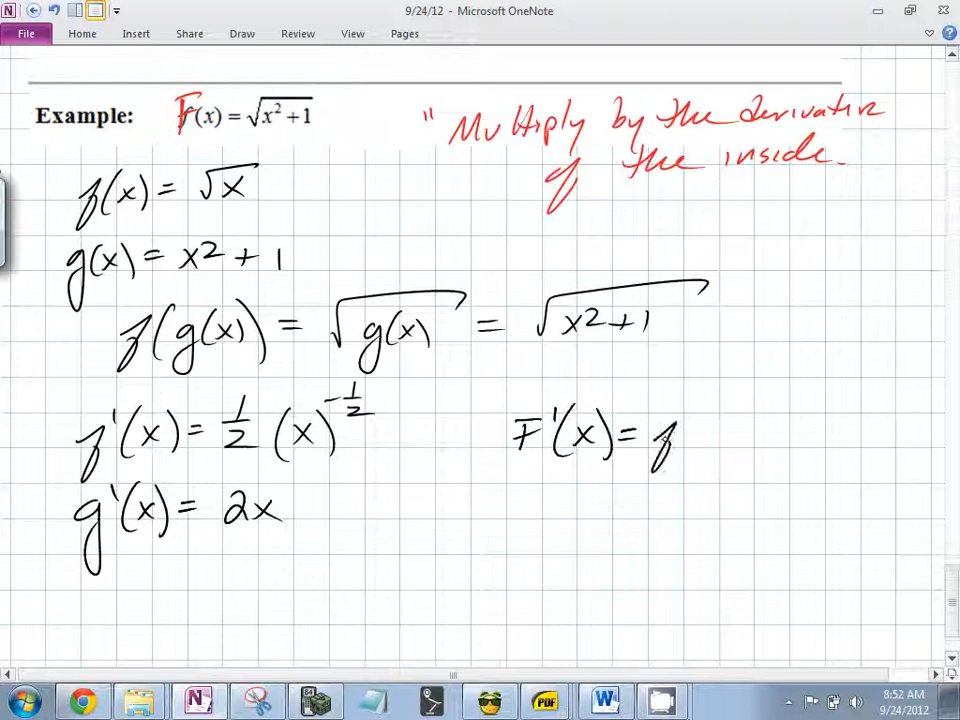 9/24/12 - Microsoft OneNote
File Home Insert Share Draw Review View Pages
Example: F(x) = √(x² + 1)
" Multiply by the derivative
of the inside.
f(x) = √x
g(x) = x² + 1
f(g(x)) = √g(x) = √x²+1
f'(x) = 1/2 (x)^-1/2
F'(x) = f
g'(x) = 2x
PDF
8:52 AM
9/24/2012